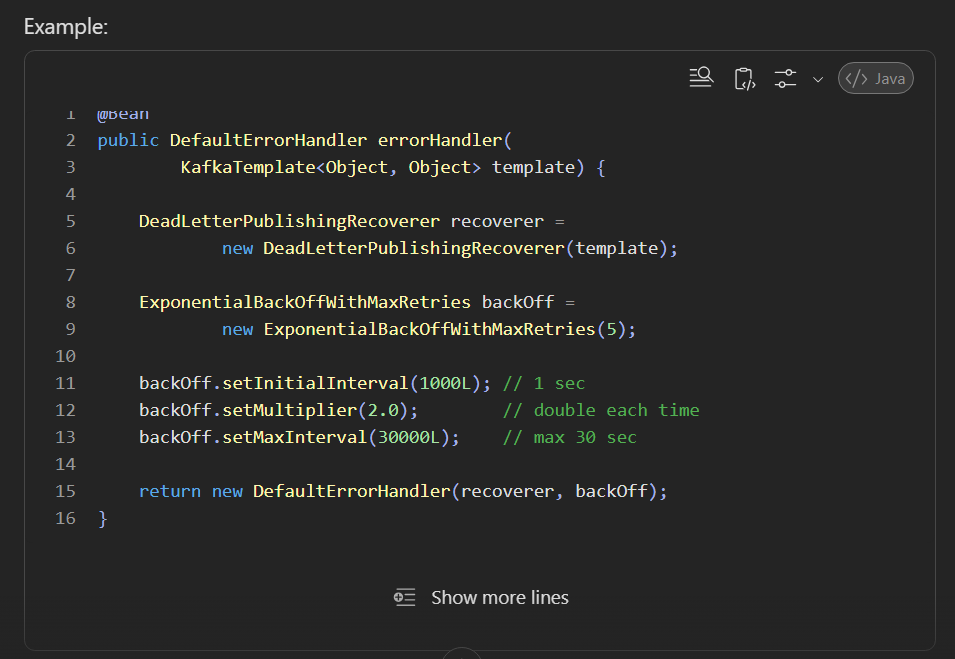 Example:
</> Java
1 @Bean
2 public DefaultErrorHandler errorHandler(
3         KafkaTemplate<Object, Object> template) {
4
5     DeadLetterPublishingRecoverer recoverer =
6             new DeadLetterPublishingRecoverer(template);
7
8     ExponentialBackOffWithMaxRetries backOff =
9             new ExponentialBackOffWithMaxRetries(5);
10
11     backOff.setInitialInterval(1000L); // 1 sec
12     backOff.setMultiplier(2.0);        // double each time
13     backOff.setMaxInterval(30000L);    // max 30 sec
14
15     return new DefaultErrorHandler(recoverer, backOff);
16 }
Show more lines